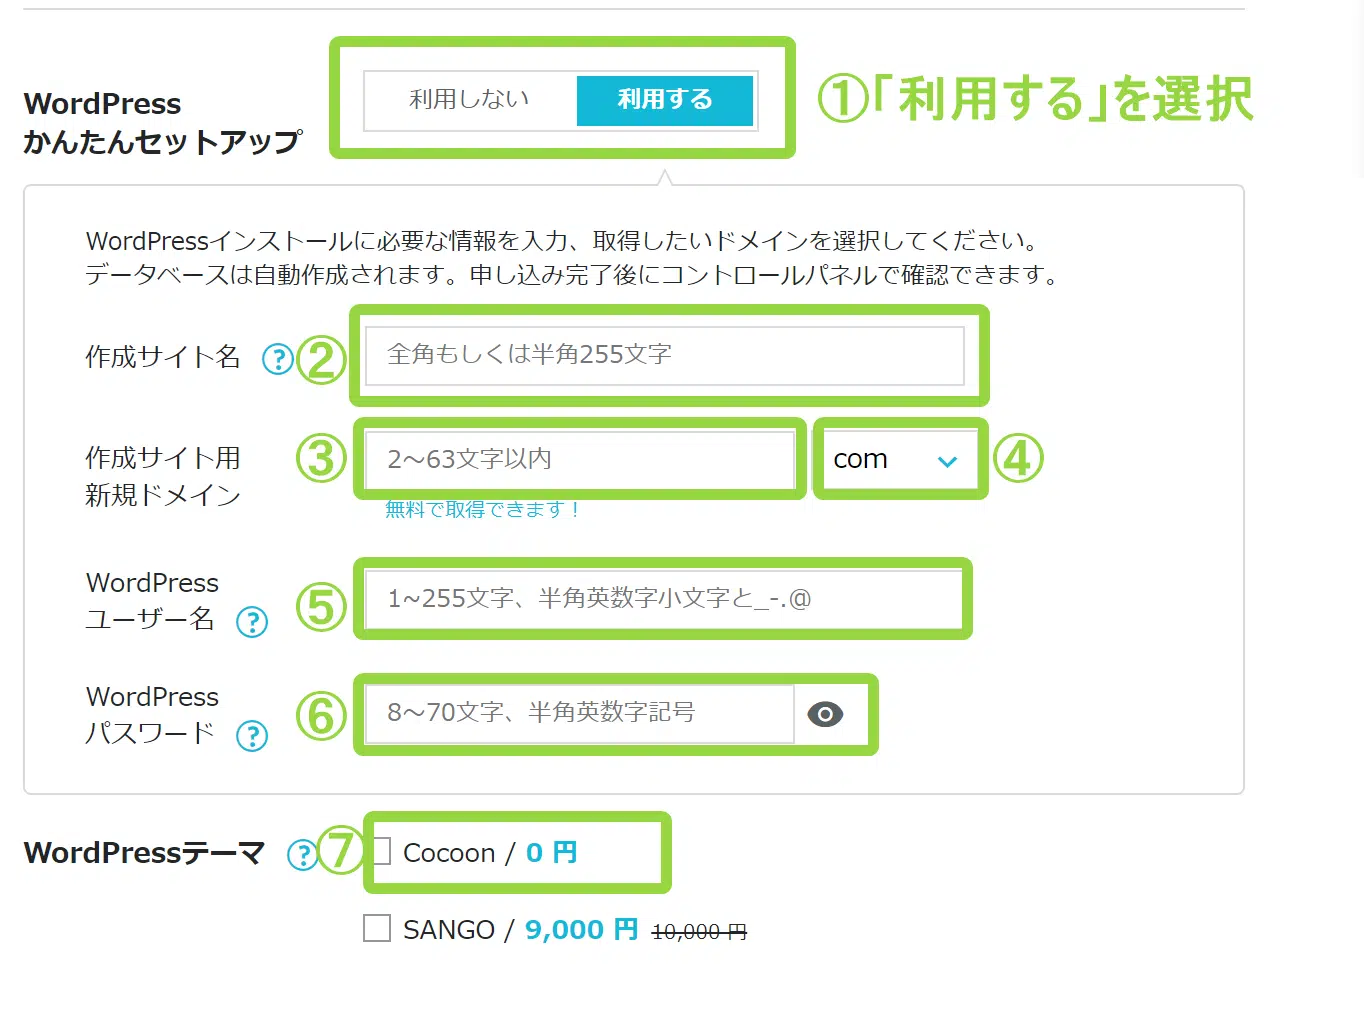 WordPress
かんたんセットアップ
利用しない
利用する
①「利用する」を選択
WordPressインストールに必要な情報を入力、取得したいドメインを選択してください。
データベースは自動作成されます。申し込み完了後にコントロールパネルで確認できます。
作成サイト名 ? ② 全角もしくは半角255文字
作成サイト用
新規ドメイン
③ 2～63文字以内 com ④
無料で取得できます！
WordPress
ユーザー名 ? ⑤ 1~255文字、半角英数字小文字と_-.@
WordPress
パスワード ? ⑥ 8～70文字、半角英数字記号
WordPressテーマ ? ⑦ Cocoon / 0 円
SANGO / 9,000 円 10,000 円